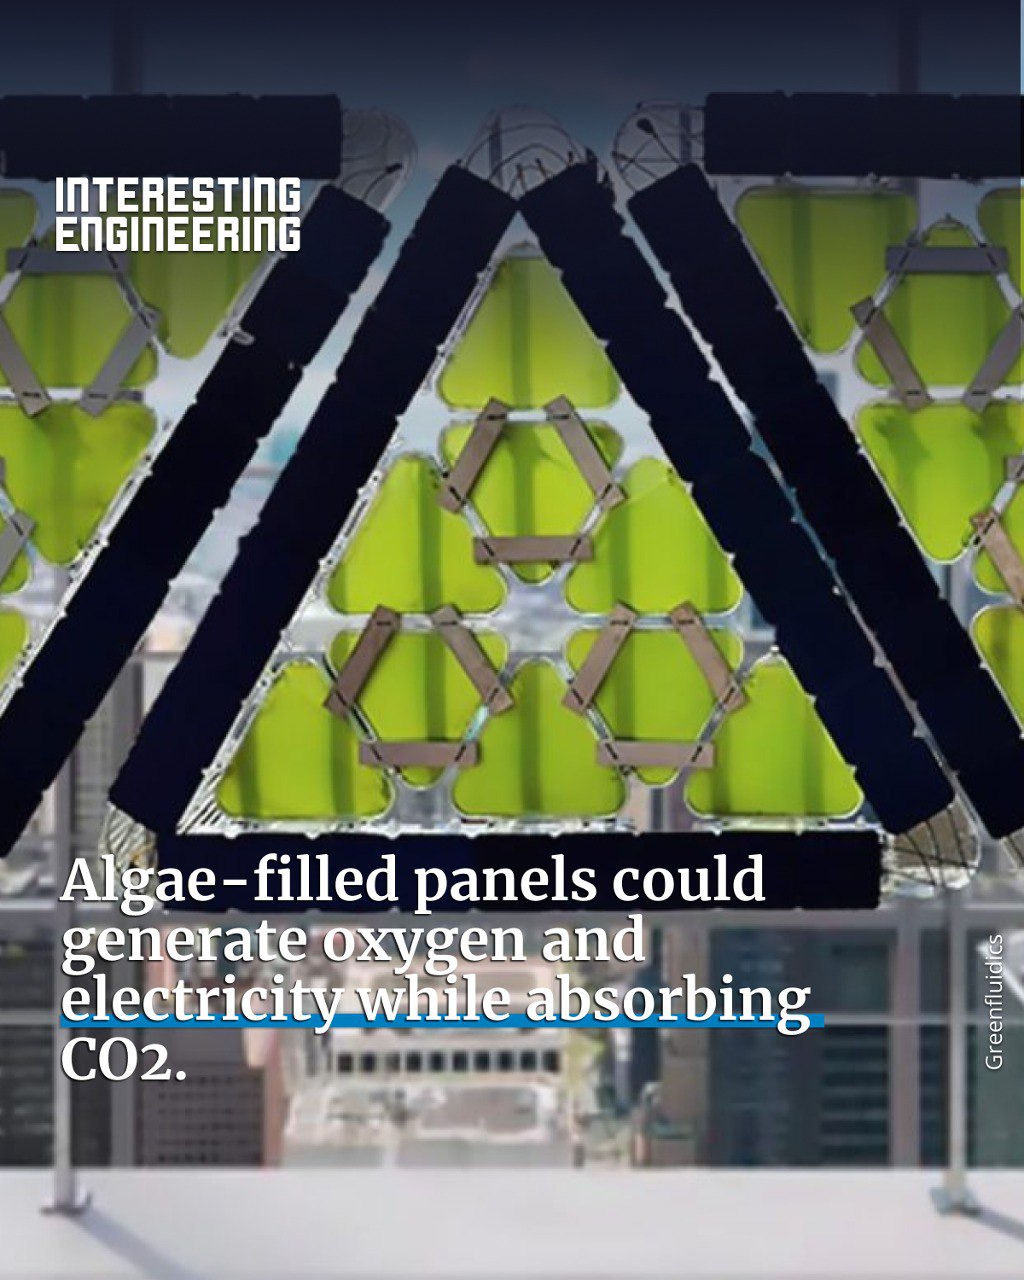 INTERESTING
ENGINEERING
Algae-filled panels could
generate oxygen and
electricity while absorbing
CO2.
Greenfluidics